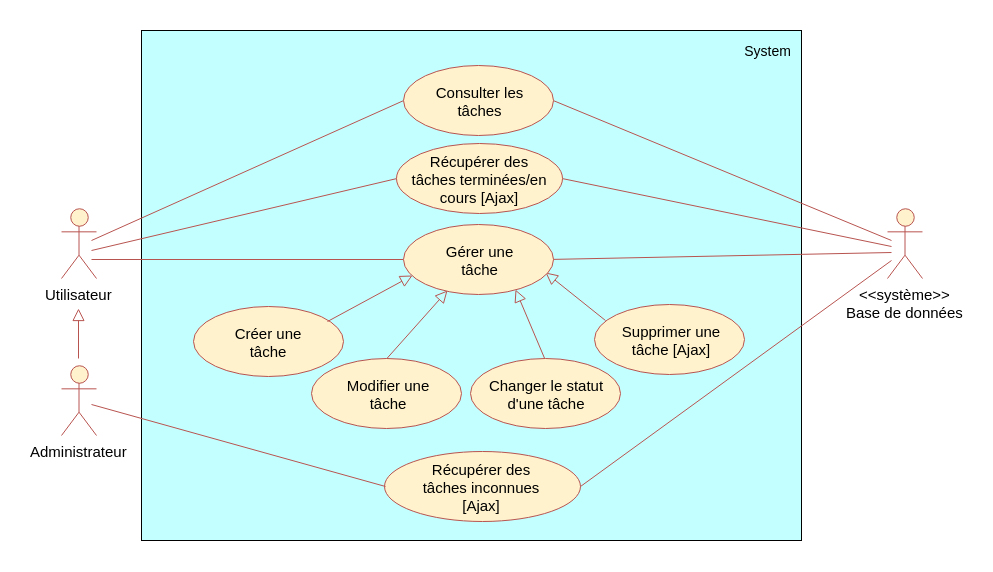 System
Consulter les
tâches
Récupérer des
tâches terminées/en
cours [Ajax]
Gérer une
tâche
Utilisateur
<<système>>
Base de données
Créer une
tâche
Supprimer une
tâche [Ajax]
Modifier une
tâche
Changer le statut
d'une tâche
Administrateur
Récupérer des
tâches inconnues
[Ajax]